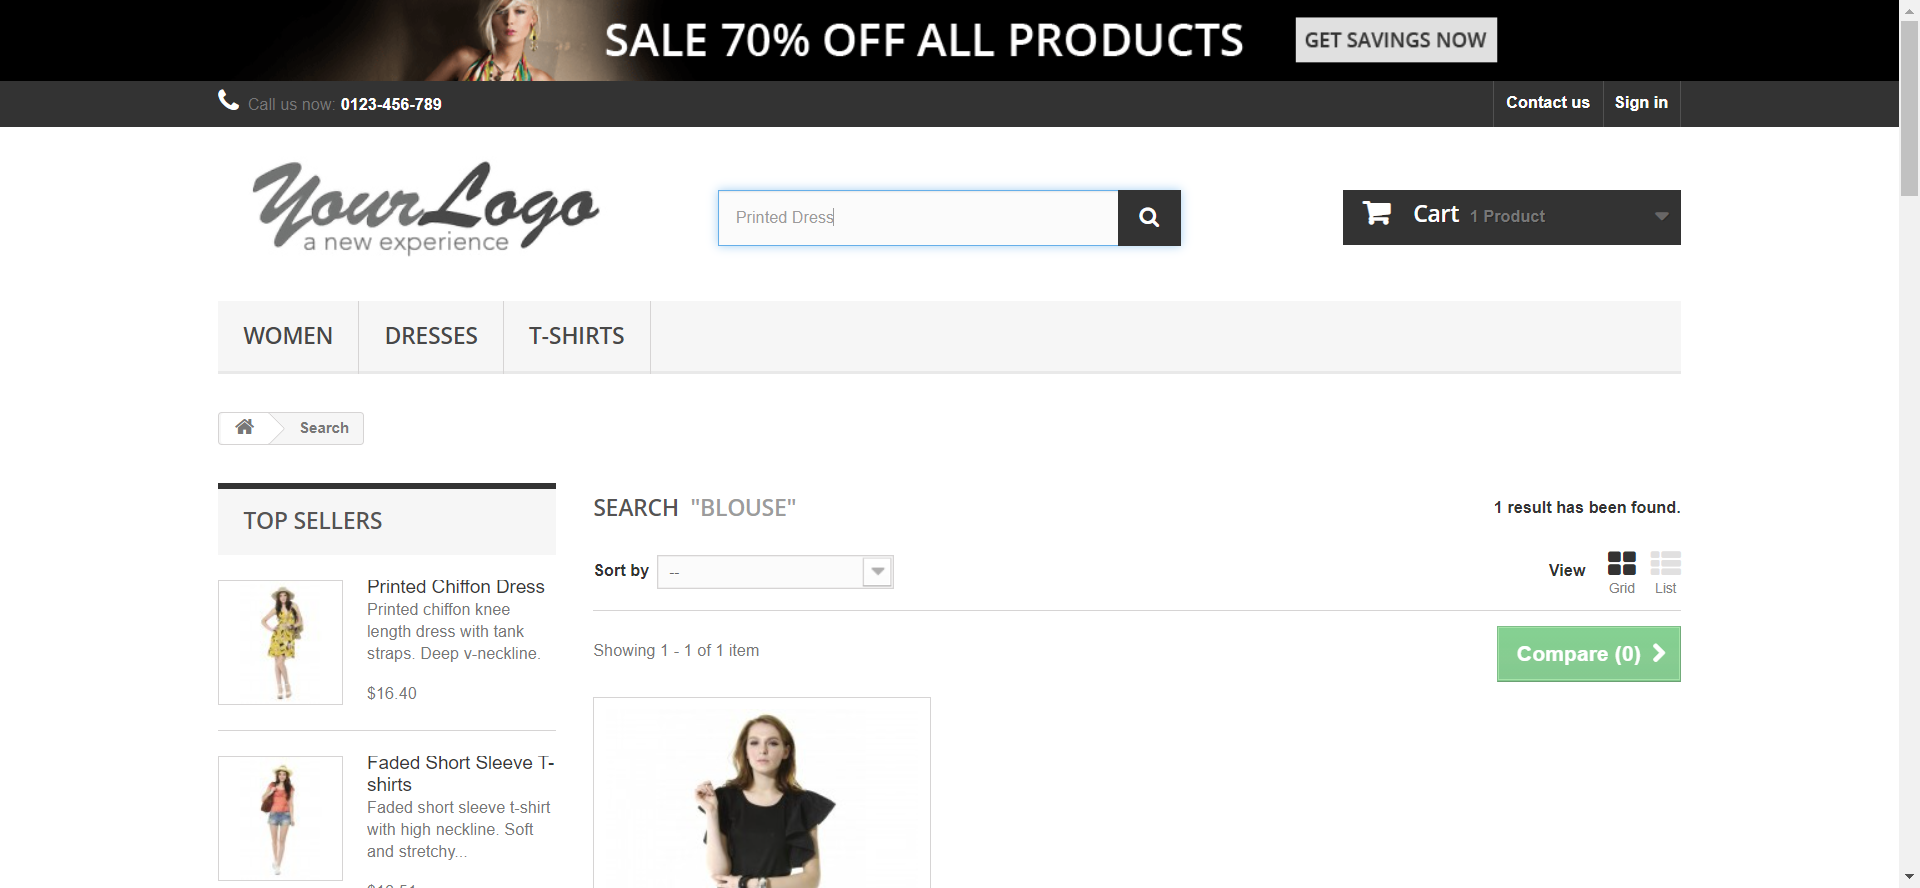 SALE 70% OFF ALL PRODUCTS GET SAVINGS NOW
Call us now: 0123-456-789 Contact us Sign in
Your Logo
a new experience
Printed Dress
Cart 1 Product
WOMEN DRESSES T-SHIRTS
Search
TOP SELLERS
Printed Chiffon Dress
Printed chiffon knee
length dress with tank
straps. Deep v-neckline.
$16.40
Faded Short Sleeve T-
shirts
Faded short sleeve t-shirt
with high neckline. Soft
and stretchy...
SEARCH "BLOUSE"
1 result has been found.
Sort by --
View Grid List
Showing 1 - 1 of 1 item
Compare (0)